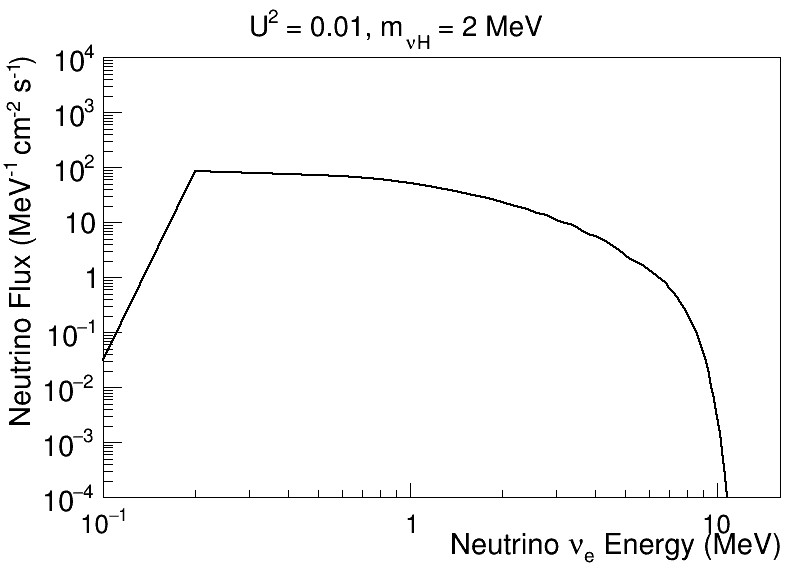 U² = 0.01, m_νH = 2 MeV
Neutrino Flux (MeV⁻¹ cm⁻² s⁻¹)
10⁴
10³
10²
10
1
10⁻¹
10⁻²
10⁻³
10⁻⁴
10⁻¹ 1 10
Neutrino νₑ Energy (MeV)